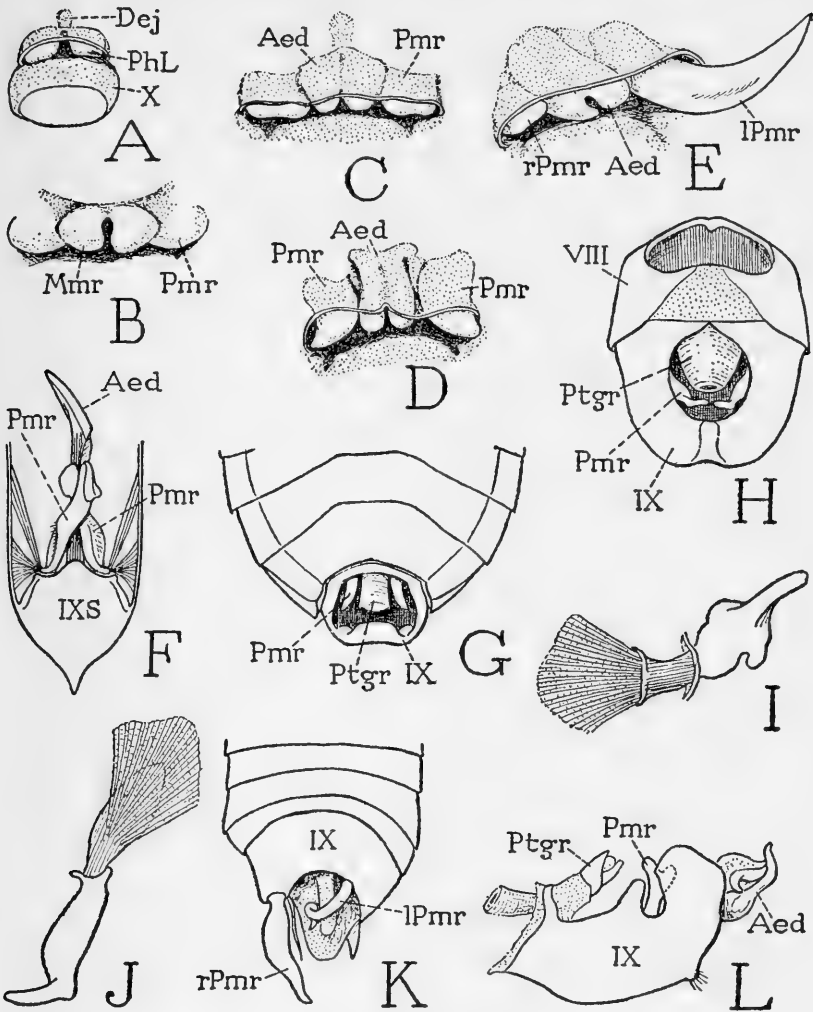 Dej
PhL
X
A
Aed
Pmr
C
rPmr
Aed
lPmr
E
Mmr
Pmr
B
Pmr
Aed
Pmr
D
VIII
Ptgr
Pmr
IX
H
Aed
Pmr
Pmr
IXS
F
Pmr
Ptgr
IX
G
I
J
IX
lPmr
rPmr
K
Ptgr
Pmr
Aed
IX
L